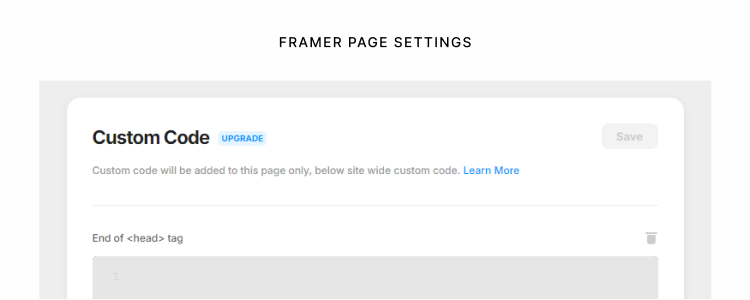 FRAMER PAGE SETTINGS
Custom Code UPGRADE
Save
Custom code will be added to this page only, below site wide custom code. Learn More
End of <head> tag
1